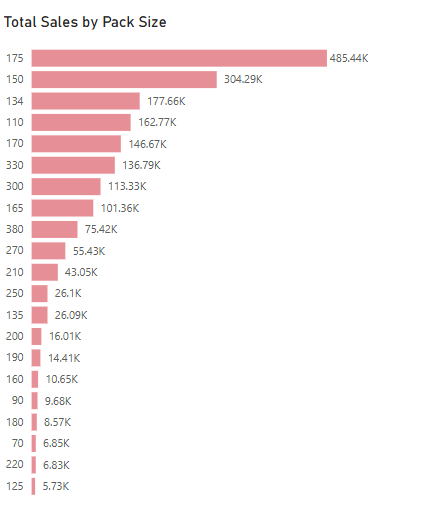 Total Sales by Pack Size
175 485.44K
150 304.29K
134 177.66K
110 162.77K
170 146.67K
330 136.79K
300 113.33K
165 101.36K
380 75.42K
270 55.43K
210 43.05K
250 26.1K
135 26.09K
200 16.01K
190 14.41K
160 10.65K
90 9.68K
180 8.57K
70 6.85K
220 6.83K
125 5.73K